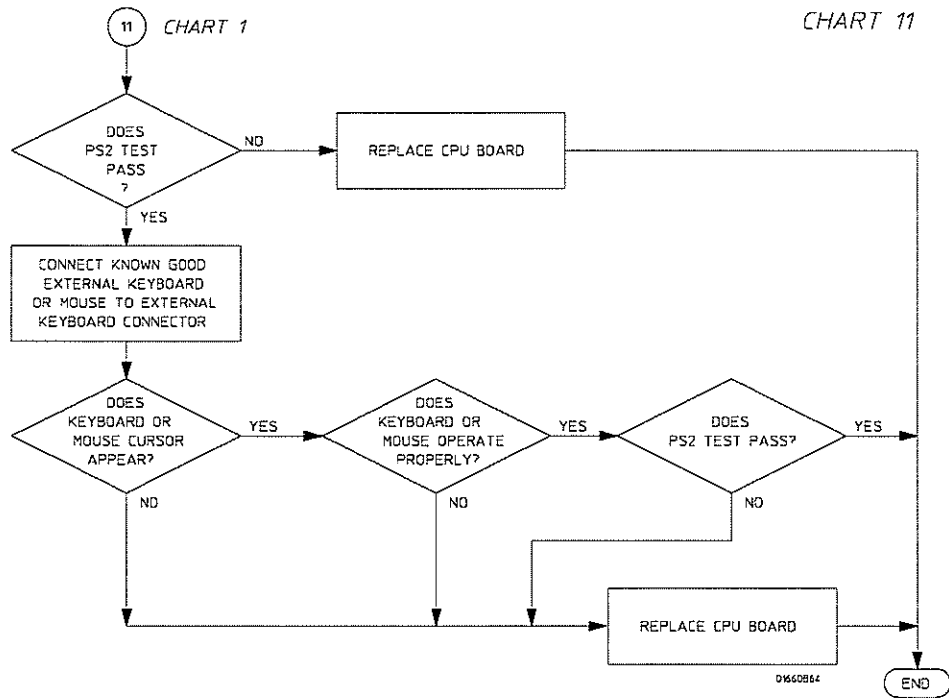 11 CHART 1
CHART 11
DOES
PS2 TEST
PASS
?
NO
REPLACE CPU BOARD
YES
CONNECT KNOWN GOOD
EXTERNAL KEYBOARD
OR MOUSE TO EXTERNAL
KEYBOARD CONNECTOR
DOES
KEYBOARD OR
MOUSE CURSOR
APPEAR?
YES
NO
DOES
KEYBOARD OR
MOUSE OPERATE
PROPERLY?
YES
NO
DOES
PS2 TEST PASS?
YES
NO
REPLACE CPU BOARD
01660B64
END